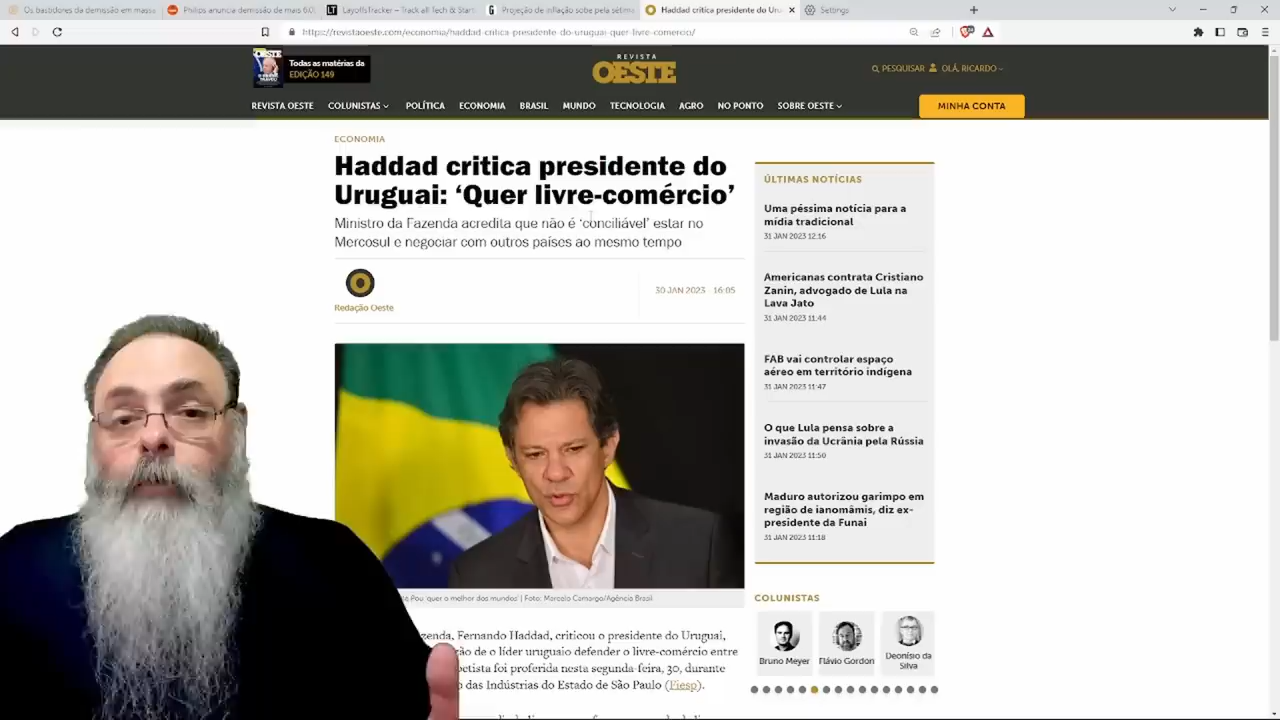 Os bastidores da demissão em massa
Philips anuncia demissão de mais 6.0
LayoffsTracker - Track all Tech & Start
Projeção de inflação sobe pela sétima
Haddad critica presidente do Uru
Settings
https://revistaoeste.com/economia/haddad-critica-presidente-do-uruguai-quer-livre-comercio/
OESTE
Todas as matérias da
EDIÇÃO 149
REVISTA
OESTE
PESQUISAR
OLÁ, RICARDO
REVISTA OESTE
COLUNISTAS
POLÍTICA
ECONOMIA
BRASIL
MUNDO
TECNOLOGIA
AGRO
NO PONTO
SOBRE OESTE
MINHA CONTA
ECONOMIA
Haddad critica presidente do
Uruguai: ‘Quer livre-comércio’
Ministro da Fazenda acredita que não é ‘conciliável’ estar no
Mercosul e negociar com outros países ao mesmo tempo
Redação Oeste
30 JAN 2023 - 16:05
Pou ‘quer o melhor dos mundos’ | Foto: Marcelo Camargo/Agência Brasil
zenda, Fernando Haddad, criticou o presidente do Uruguai,
ção de o líder uruguaio defender o livre-comércio entre
petista foi proferida nesta segunda-feira, 30, durante
o das Indústrias do Estado de São Paulo (Fiesp).
ÚLTIMAS NOTÍCIAS
Uma péssima notícia para a
mídia tradicional
31 JAN 2023 12:16
Americanas contrata Cristiano
Zanin, advogado de Lula na
Lava Jato
31 JAN 2023 11:44
FAB vai controlar espaço
aéreo em território indígena
31 JAN 2023 11:47
O que Lula pensa sobre a
invasão da Ucrânia pela Rússia
31 JAN 2023 11:50
Maduro autorizou garimpo em
região de ianomâmis, diz ex-
presidente da Funai
31 JAN 2023 11:18
COLUNISTAS
Bruno Meyer
Flávio Gordon
Deonísio da
Silva